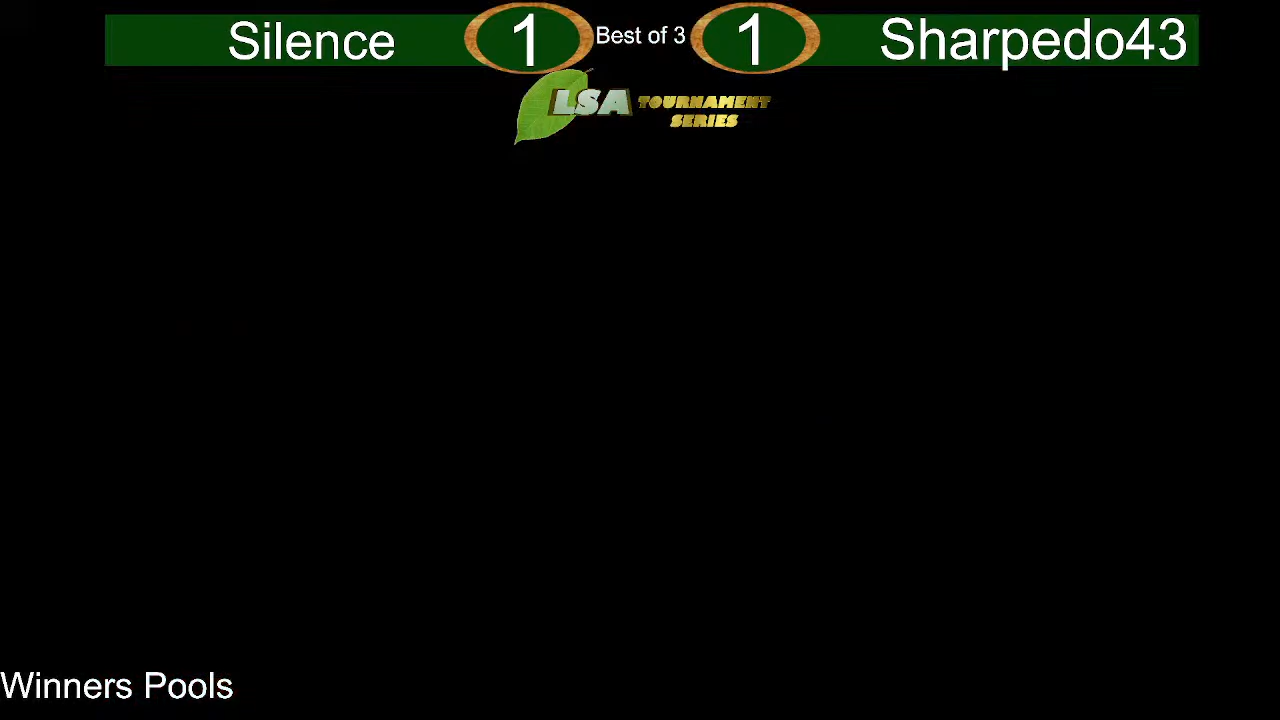 Silence 1 Best of 3 1 Sharpedo43
LSA TOURNAMENT
SERIES
Winners Pools